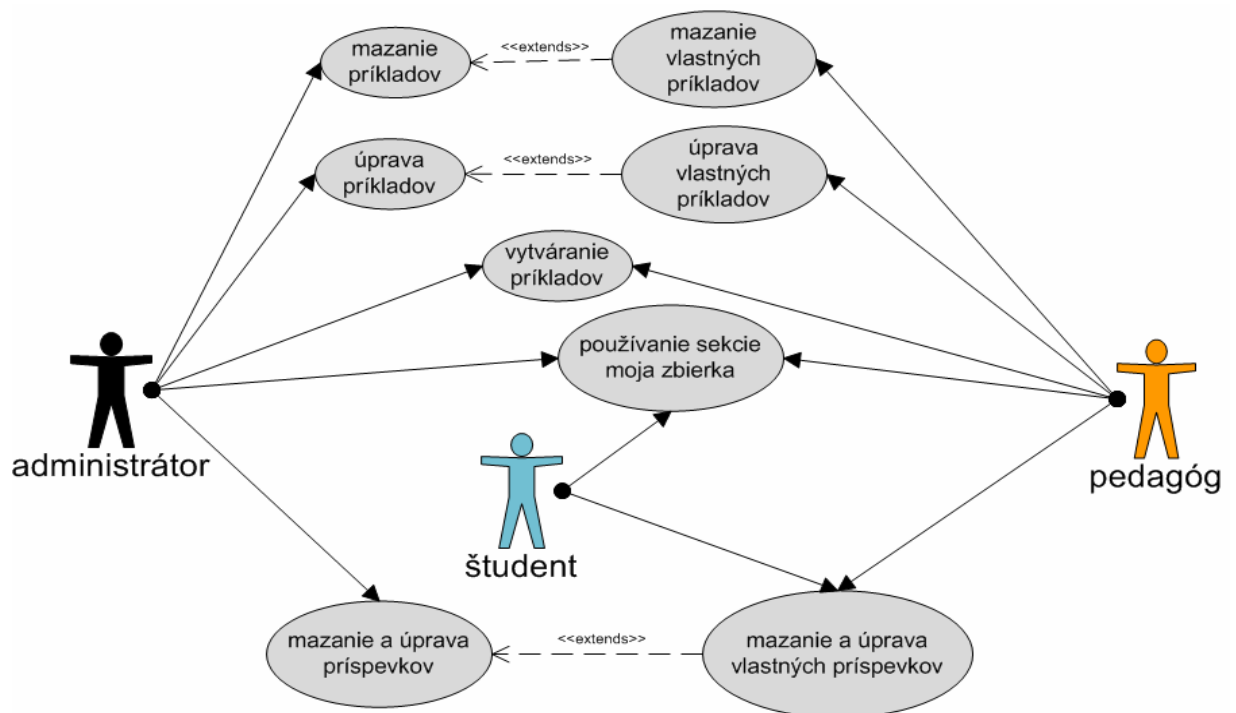 mazanie
príkladov
<<extends>>
mazanie
vlastných
príkladov
úprava
príkladov
<<extends>>
úprava
vlastných
príkladov
vytváranie
príkladov
používanie sekcie
moja zbierka
administrátor
študent
pedagóg
mazanie a úprava
príspevkov
<<extends>>
mazanie a úprava
vlastných príspevkov